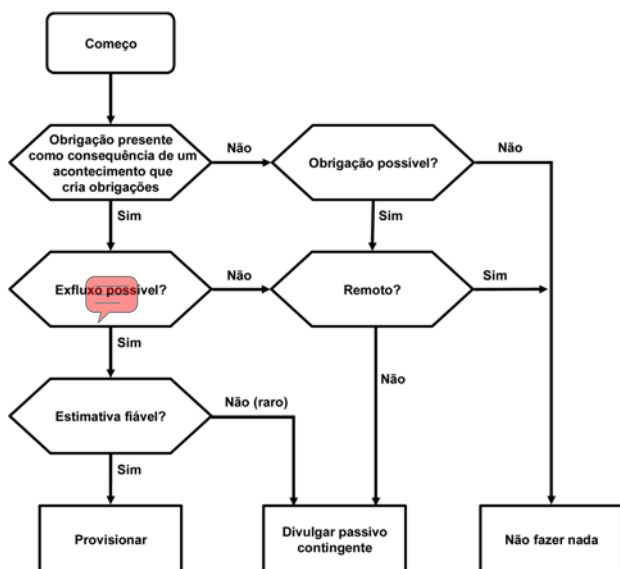 Começo
Obrigação presente
como consequência de um
acontecimento que
cria obrigações
Não
Obrigação possível?
Não
Sim
Sim
Exfluxo possível?
Não
Remoto?
Sim
Sim
Não
Estimativa fiável?
Não (raro)
Sim
Provisionar
Divulgar passivo
contingente
Não fazer nada